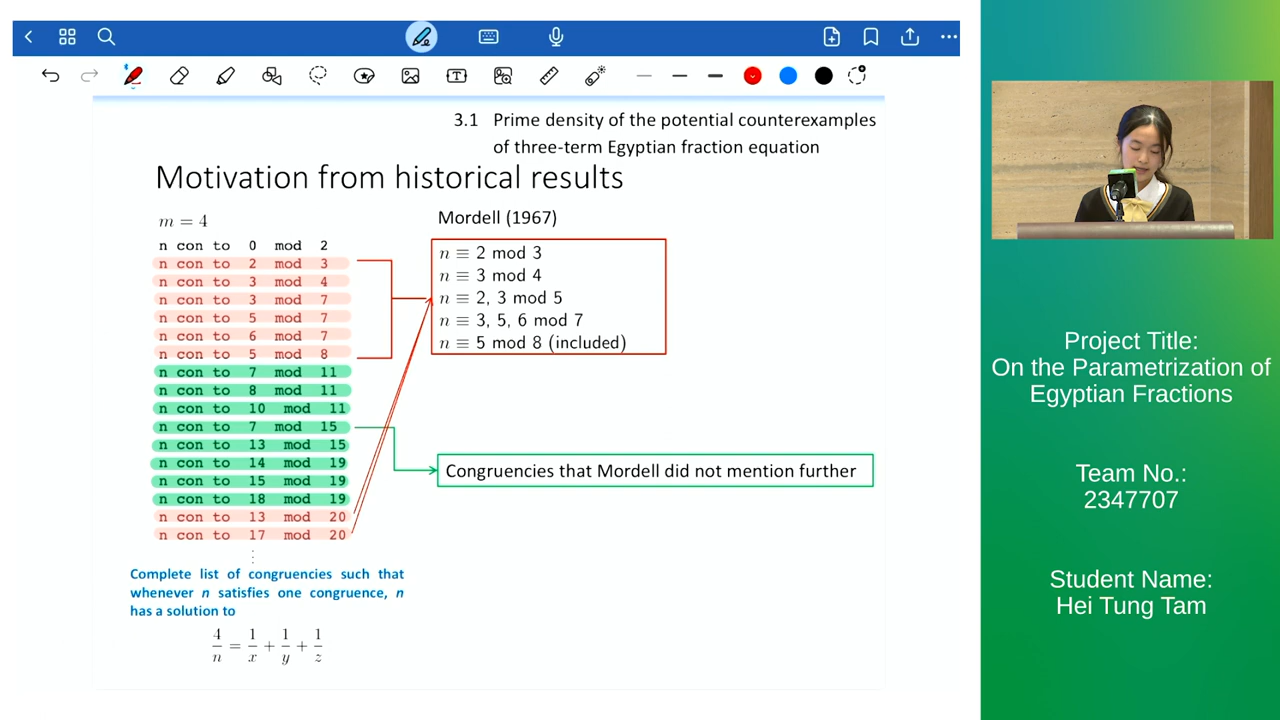 3.1 Prime density of the potential counterexamples
of three-term Egyptian fraction equation
Motivation from historical results
m = 4
n con to 0 mod 2
n con to 2 mod 3
n con to 3 mod 4
n con to 3 mod 7
n con to 5 mod 7
n con to 6 mod 7
n con to 5 mod 8
n con to 7 mod 11
n con to 8 mod 11
n con to 10 mod 11
n con to 7 mod 15
n con to 13 mod 15
n con to 14 mod 19
n con to 15 mod 19
n con to 18 mod 19
n con to 13 mod 20
n con to 17 mod 20
⋮
Complete list of congruencies such that
whenever n satisfies one congruence, n
has a solution to
4/n = 1/x + 1/y + 1/z
Mordell (1967)
n ≡ 2 mod 3
n ≡ 3 mod 4
n ≡ 2, 3 mod 5
n ≡ 3, 5, 6 mod 7
n ≡ 5 mod 8 (included)
Congruencies that Mordell did not mention further
Project Title:
On the Parametrization of
Egyptian Fractions
Team No.:
2347707
Student Name:
Hei Tung Tam